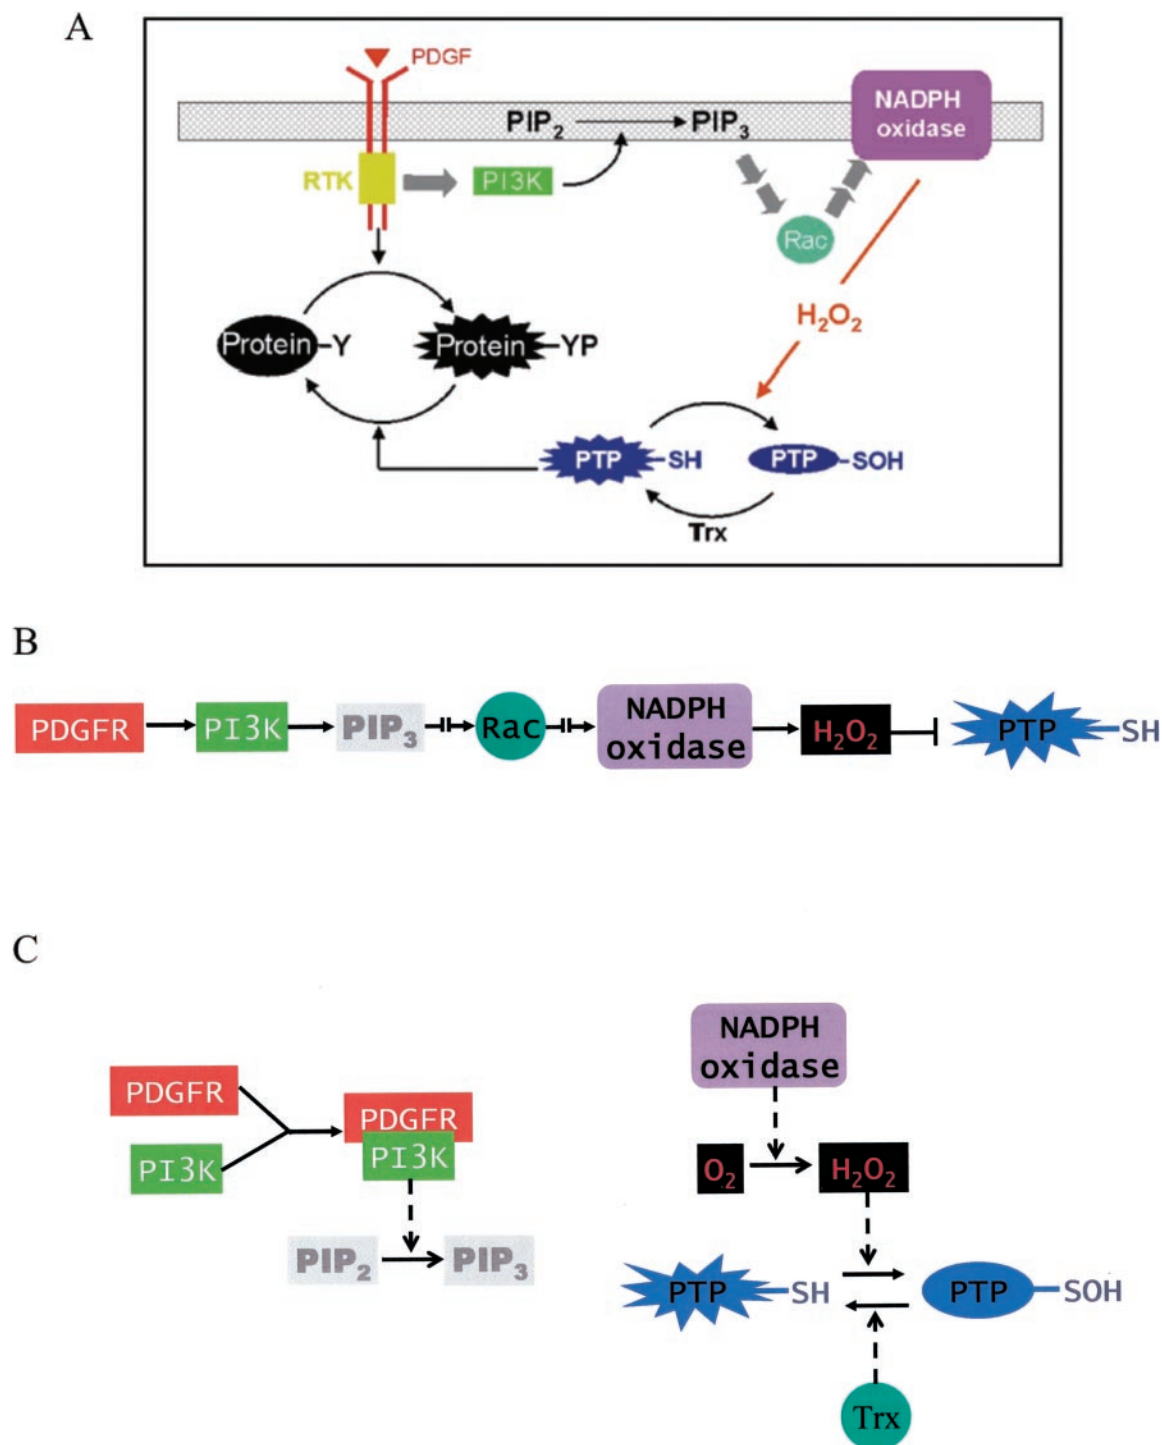 A
PDGF
NADPH
oxidase
PIP₂
PIP₃
RTK
PI3K
Rac
H₂O₂
Protein-Y
Protein-YP
PTP-SH
PTP-SOH
Trx
B
PDGFR
PI3K
PIP₃
Rac
NADPH
oxidase
H₂O₂
PTP-SH
C
NADPH
oxidase
PDGFR
PI3K
PDGFR
PI3K
O₂
H₂O₂
PIP₂
PIP₃
PTP-SH
PTP-SOH
Trx